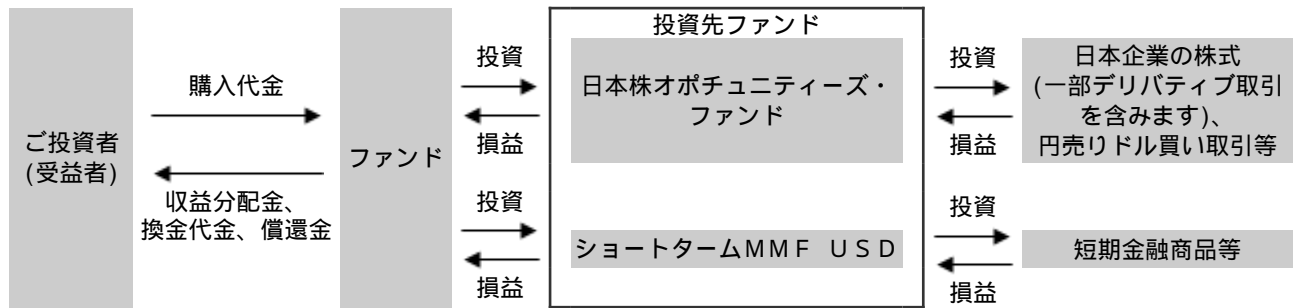 ご投資者
(受益者)
購入代金
収益分配金、
換金代金、償還金
ファンド
投資
損益
投資
損益
投資先ファンド
日本株オポチュニティーズ・
ファンド
ショートタームＭＭＦ ＵＳＤ
投資
損益
投資
損益
日本企業の株式
(一部デリバティブ取引
を含みます)、
円売りドル買い取引等
短期金融商品等